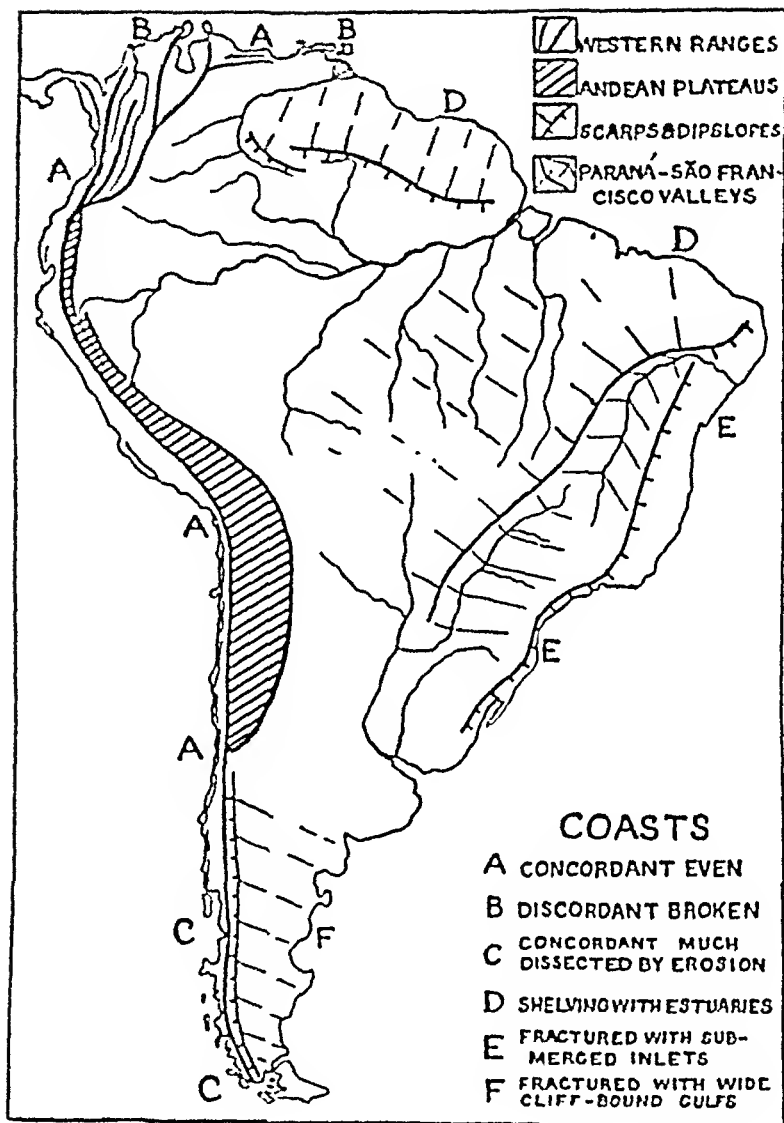 B
A
B
WESTERN RANGES
ANDEAN PLATEAUS
SCARPS & DIPSLOPES
PARANÁ-SÃO FRAN-
CISCO VALLEYS
D
A
D
E
A
E
A
COASTS
A CONCORDANT EVEN
B DISCORDANT BROKEN
C CONCORDANT MUCH
DISSECTED BY EROSION
D SHELVING WITH ESTUARIES
E FRACTURED WITH SUB-
MERGED INLETS
F FRACTURED WITH WIDE
CLIFF-BOUND GULFS
C
F
C